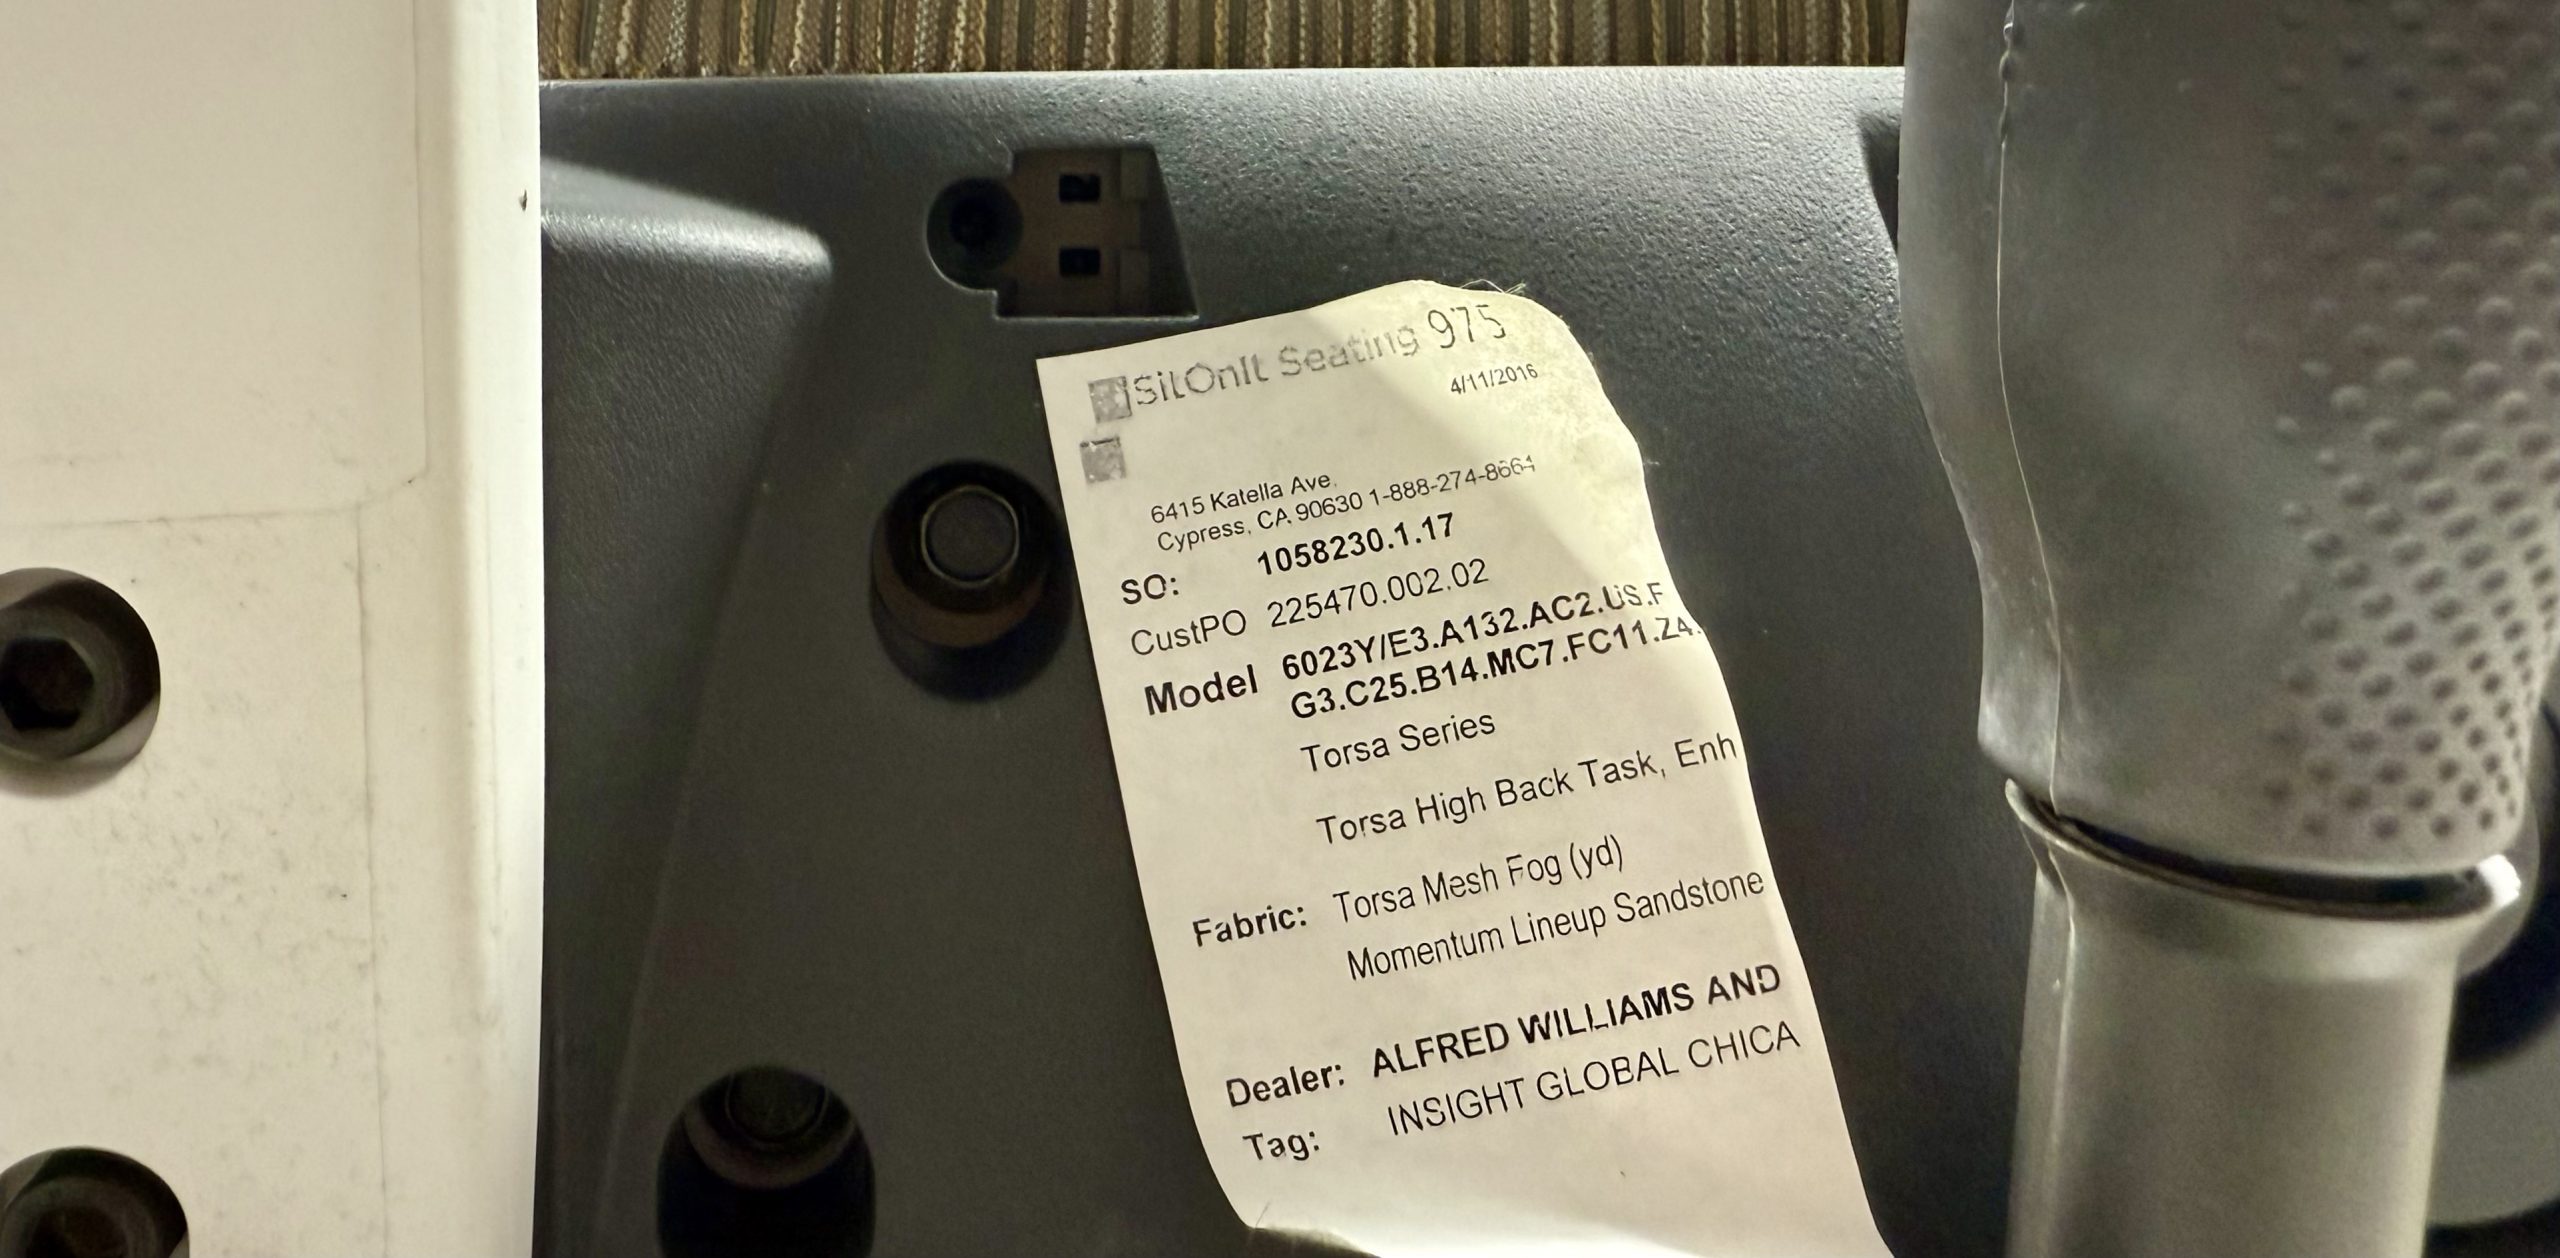 SitOnIt Seating 975
4/11/2016
6415 Katella Ave.
Cypress, CA 90630 1-888-274-8664
SO: 1058230.1.17
CustPO 225470.002.02
Model 6023Y/E3.A132.AC2.US.F
G3.C25.B14.MC7.FC11.Z4.
Torsa Series
Torsa High Back Task, Enh
Fabric: Torsa Mesh Fog (yd)
Momentum Lineup Sandstone
Dealer: ALFRED WILLIAMS AND
Tag: INSIGHT GLOBAL CHICA